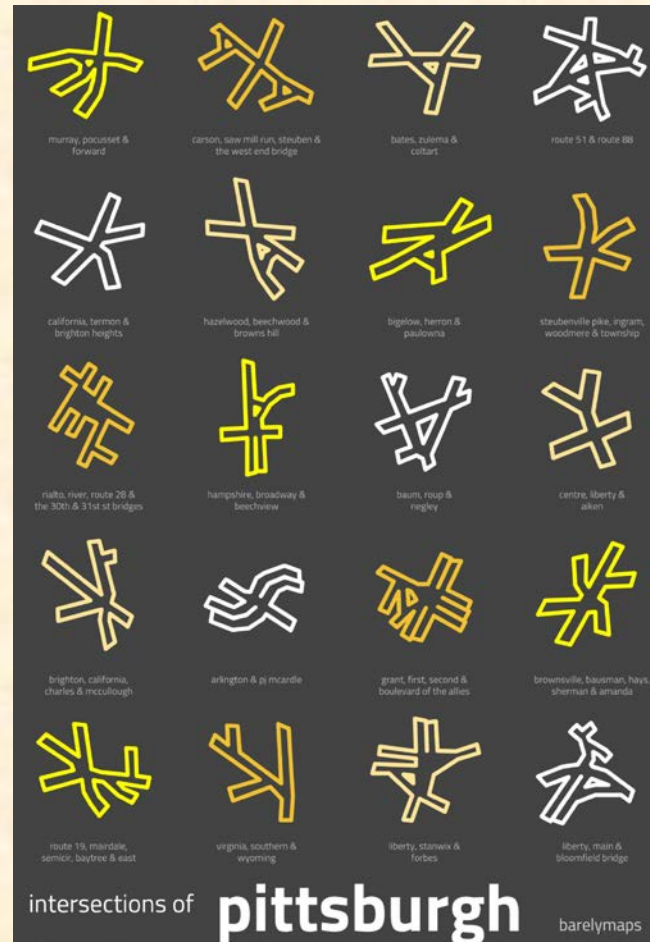 murray, pocusset &
forward
carson, saw mill run, steuben &
the west end bridge
bates, zulema &
coltart
route 51 & route 88
california, termon &
brighton heights
hazelwood, beechwood &
browns hill
bigelow, herron &
paulowna
steubenville pike, ingram,
woodmere & township
rialto, river, route 28 &
the 30th & 31st st bridges
hampshire, broadway &
beechview
baum, roup &
negley
centre, liberty &
aiken
brighton, california,
charles & mccullough
arlington & pj mcardle
grant, first, second &
boulevard of the allies
brownsville, bausman, hays,
sherman & amanda
route 19, mairdale,
semicir, baytree & east
virginia, southern &
wyoming
liberty, stanwix &
forbes
liberty, main &
bloomfield bridge
intersections of pittsburgh
barelymaps